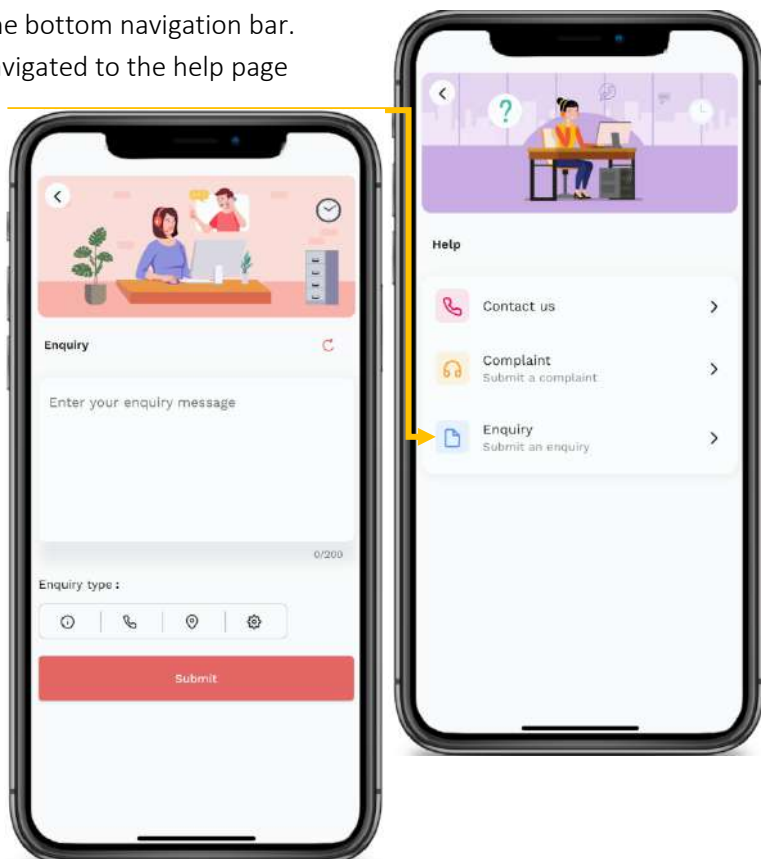 he bottom navigation bar.
avigated to the help page
Enquiry
Enter your enquiry message
0/200
Enquiry type :
Submit
?
Help
Contact us
Complaint
Submit a complaint
Enquiry
Submit an enquiry